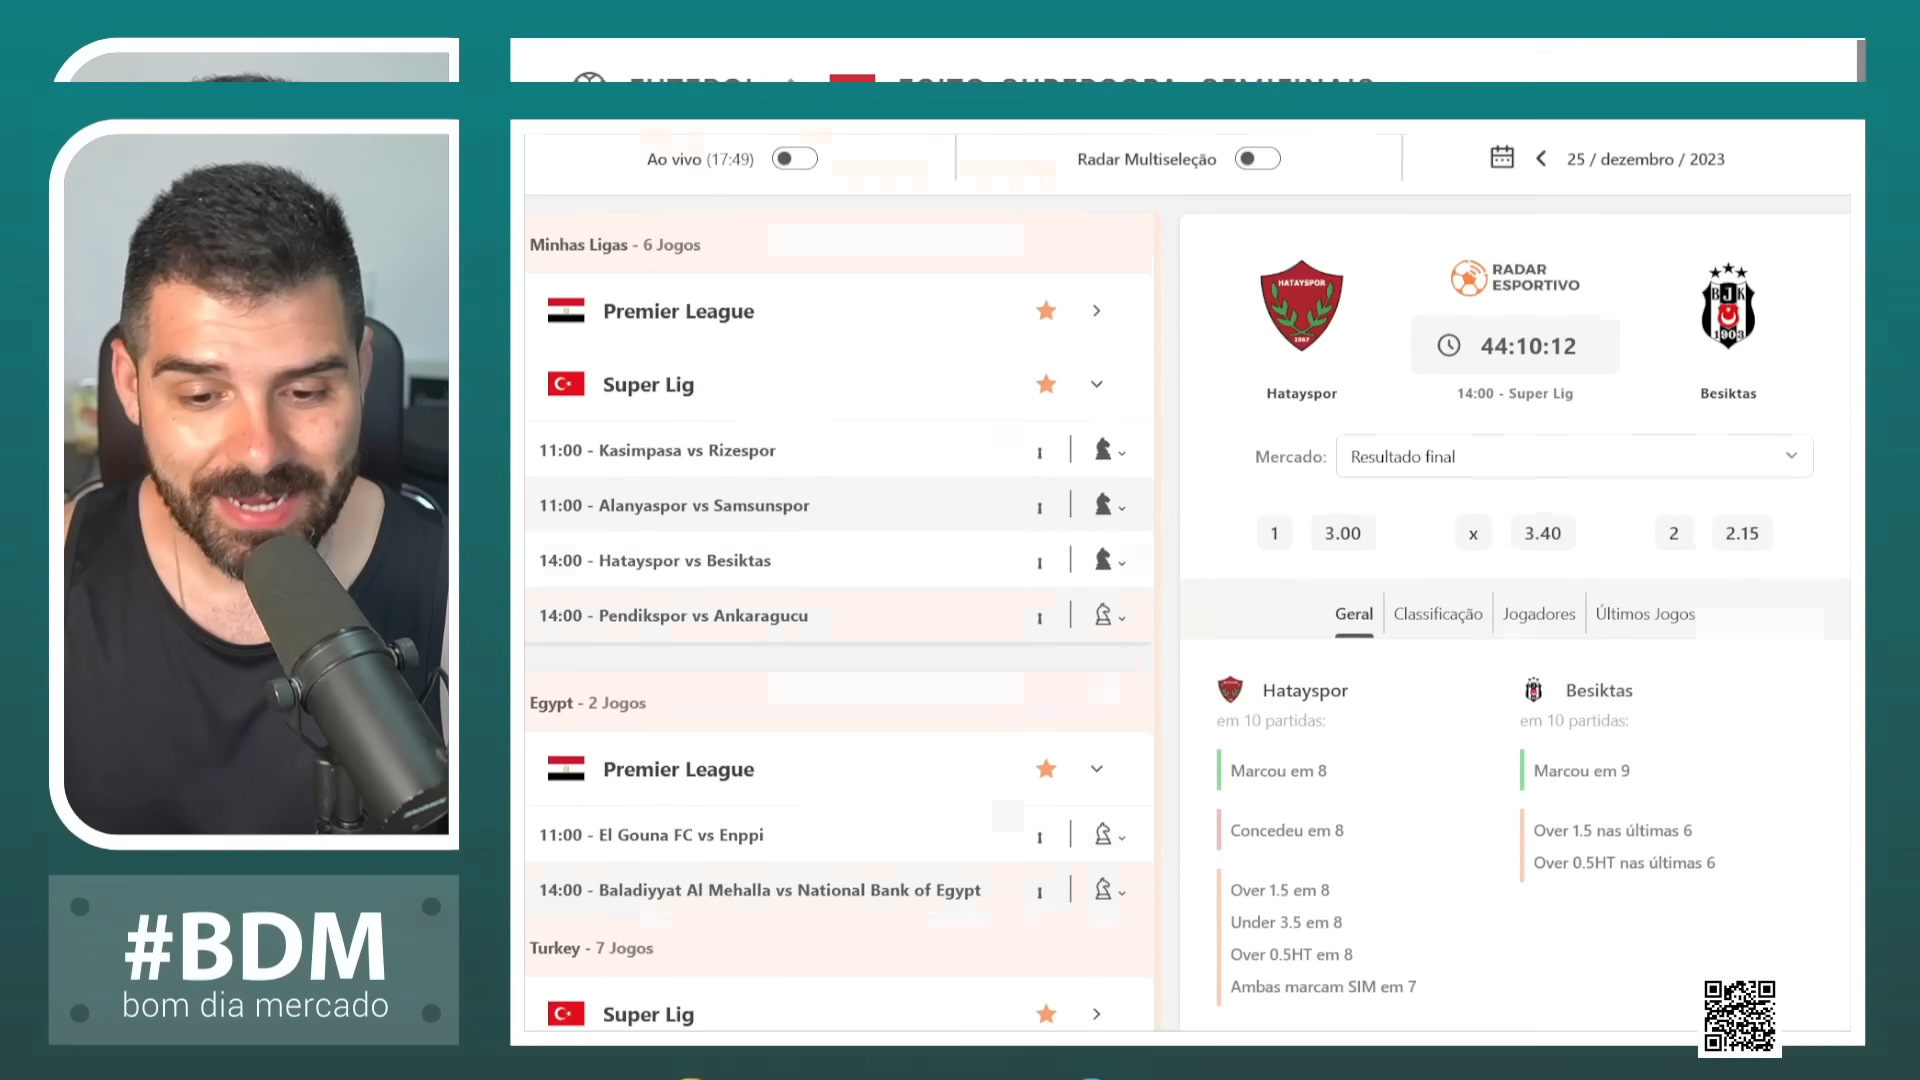 Ao vivo (17:49)
Radar Multiseleção
25 / dezembro / 2023
Minhas Ligas - 6 Jogos
Premier League
Super Lig
11:00 - Kasimpasa vs Rizespor
11:00 - Alanyaspor vs Samsunspor
14:00 - Hatayspor vs Besiktas
14:00 - Pendikspor vs Ankaragucu
Egypt - 2 Jogos
Premier League
11:00 - El Gouna FC vs Enppi
14:00 - Baladiyyat Al Mehalla vs National Bank of Egypt
Turkey - 7 Jogos
Super Lig
HATAYSPOR
1967
RADAR
ESPORTIVO
BJK
1903
44:10:12
Hatayspor
14:00 - Super Lig
Besiktas
Mercado:
Resultado final
1 3.00 x 3.40 2 2.15
Geral
Classificação
Jogadores
Últimos Jogos
Hatayspor
em 10 partidas:
Marcou em 8
Concedeu em 8
Over 1.5 em 8
Under 3.5 em 8
Over 0.5HT em 8
Ambas marcam SIM em 7
Besiktas
em 10 partidas:
Marcou em 9
Over 1.5 nas últimas 6
Over 0.5HT nas últimas 6
#BDM
bom dia mercado